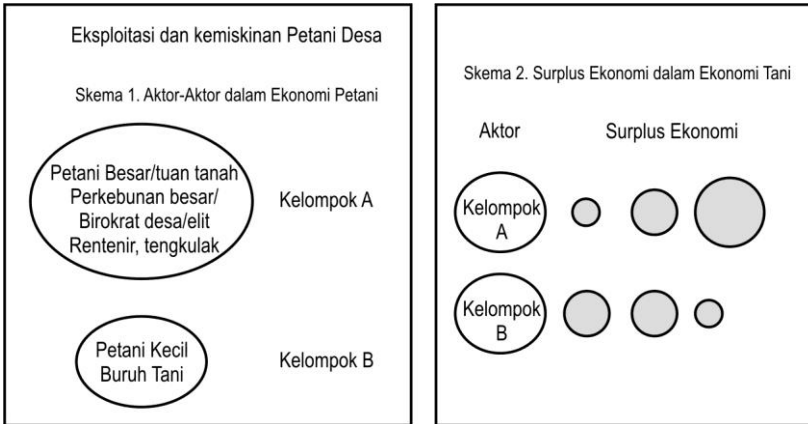 Eksploitasi dan kemiskinan Petani Desa
Skema 1. Aktor-Aktor dalam Ekonomi Petani
Petani Besar/tuan tanah
Perkebunan besar/
Birokrat desa/elit
Rentenir, tengkulak
Kelompok A
Petani Kecil
Buruh Tani
Kelompok B
Skema 2. Surplus Ekonomi dalam Ekonomi Tani
Aktor
Surplus Ekonomi
Kelompok
A
Kelompok
B